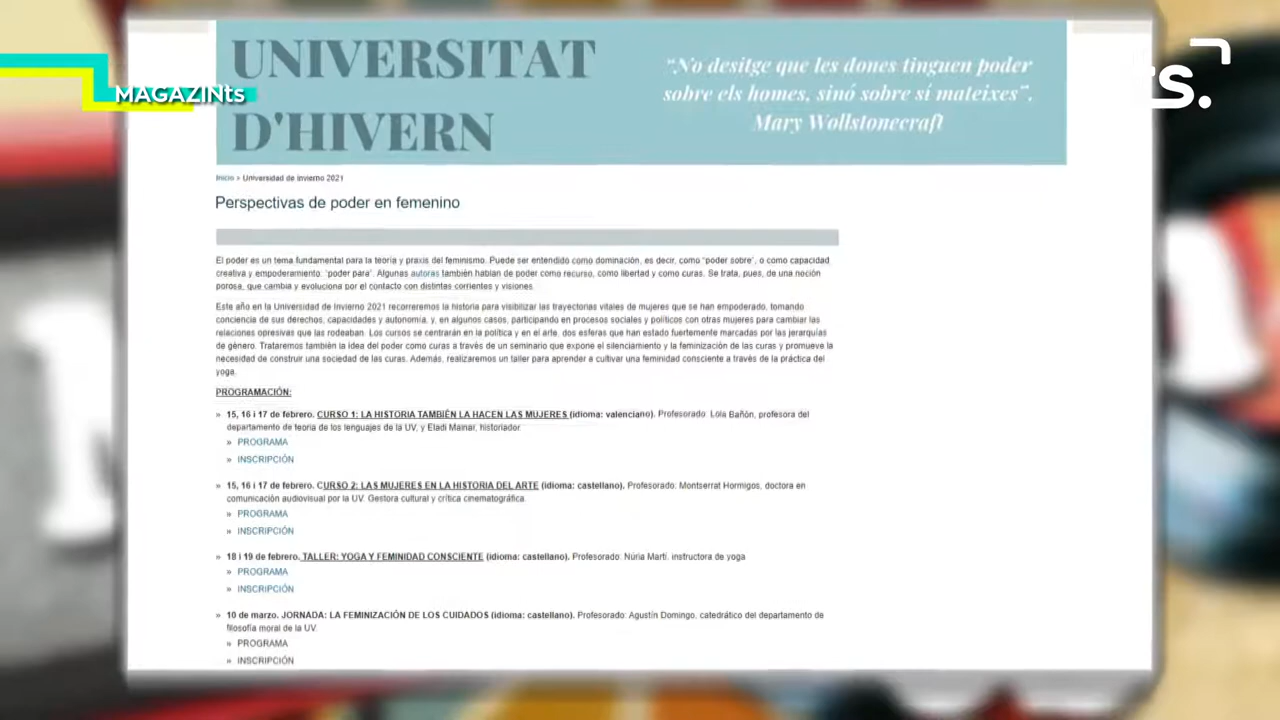 UNIVERSITAT
D'HIVERN
"No desitge que les dones tinguen poder
sobre els homes, sinó sobre sí mateixes".
Mary Wollstonecraft
MAGAZINts
ts.
Inicio > Universidad de invierno 2021
Perspectivas de poder en femenino
El poder es un tema fundamental para la teoría y praxis del feminismo. Puede ser entendido como dominación, es decir, como "poder sobre", o como capacidad
creativa y empoderamiento: "poder para". Algunas autoras también hablan de poder como recurso, como libertad y como curas. Se trata, pues, de una noción
porosa, que cambia y evoluciona por el contacto con distintas corrientes y visiones.
Este año en la Universidad de Invierno 2021 recorreremos la historia para visibilizar las trayectorias vitales de mujeres que se han empoderado, tomando
conciencia de sus derechos, capacidades y autonomía, y, en algunos casos, participando en procesos sociales y políticos con otras mujeres para cambiar las
relaciones opresivas que las rodeaban. Los cursos se centrarán en la política y en el arte, dos esferas que han estado fuertemente marcadas por las jerarquías
de género. Trataremos también la idea del poder como curas a través de un seminario que expone el silenciamiento y la feminización de las curas y promueve la
necesidad de construir una sociedad de las curas. Además, realizaremos un taller para aprender a cultivar una feminidad consciente a través de la práctica del
yoga.
PROGRAMACIÓN:
» 15, 16 i 17 de febrero. CURSO 1: LA HISTORIA TAMBIÉN LA HACEN LAS MUJERES (idioma: valenciano). Profesorado: Lola Bañón, profesora del
departamento de teoría de los lenguajes de la UV, y Eladi Mainar, historiador.
» PROGRAMA
» INSCRIPCIÓN
» 15, 16 i 17 de febrero. CURSO 2: LAS MUJERES EN LA HISTORIA DEL ARTE (idioma: castellano). Profesorado: Montserrat Hormigos, doctora en
comunicación audiovisual por la UV. Gestora cultural y crítica cinematográfica.
» PROGRAMA
» INSCRIPCIÓN
» 18 i 19 de febrero. TALLER: YOGA Y FEMINIDAD CONSCIENTE (idioma: castellano). Profesorado: Núria Martí, instructora de yoga
» PROGRAMA
» INSCRIPCIÓN
» 10 de marzo. JORNADA: LA FEMINIZACIÓN DE LOS CUIDADOS (idioma: castellano). Profesorado: Agustín Domingo, catedrático del departamento de
filosofía moral de la UV.
» PROGRAMA
» INSCRIPCIÓN